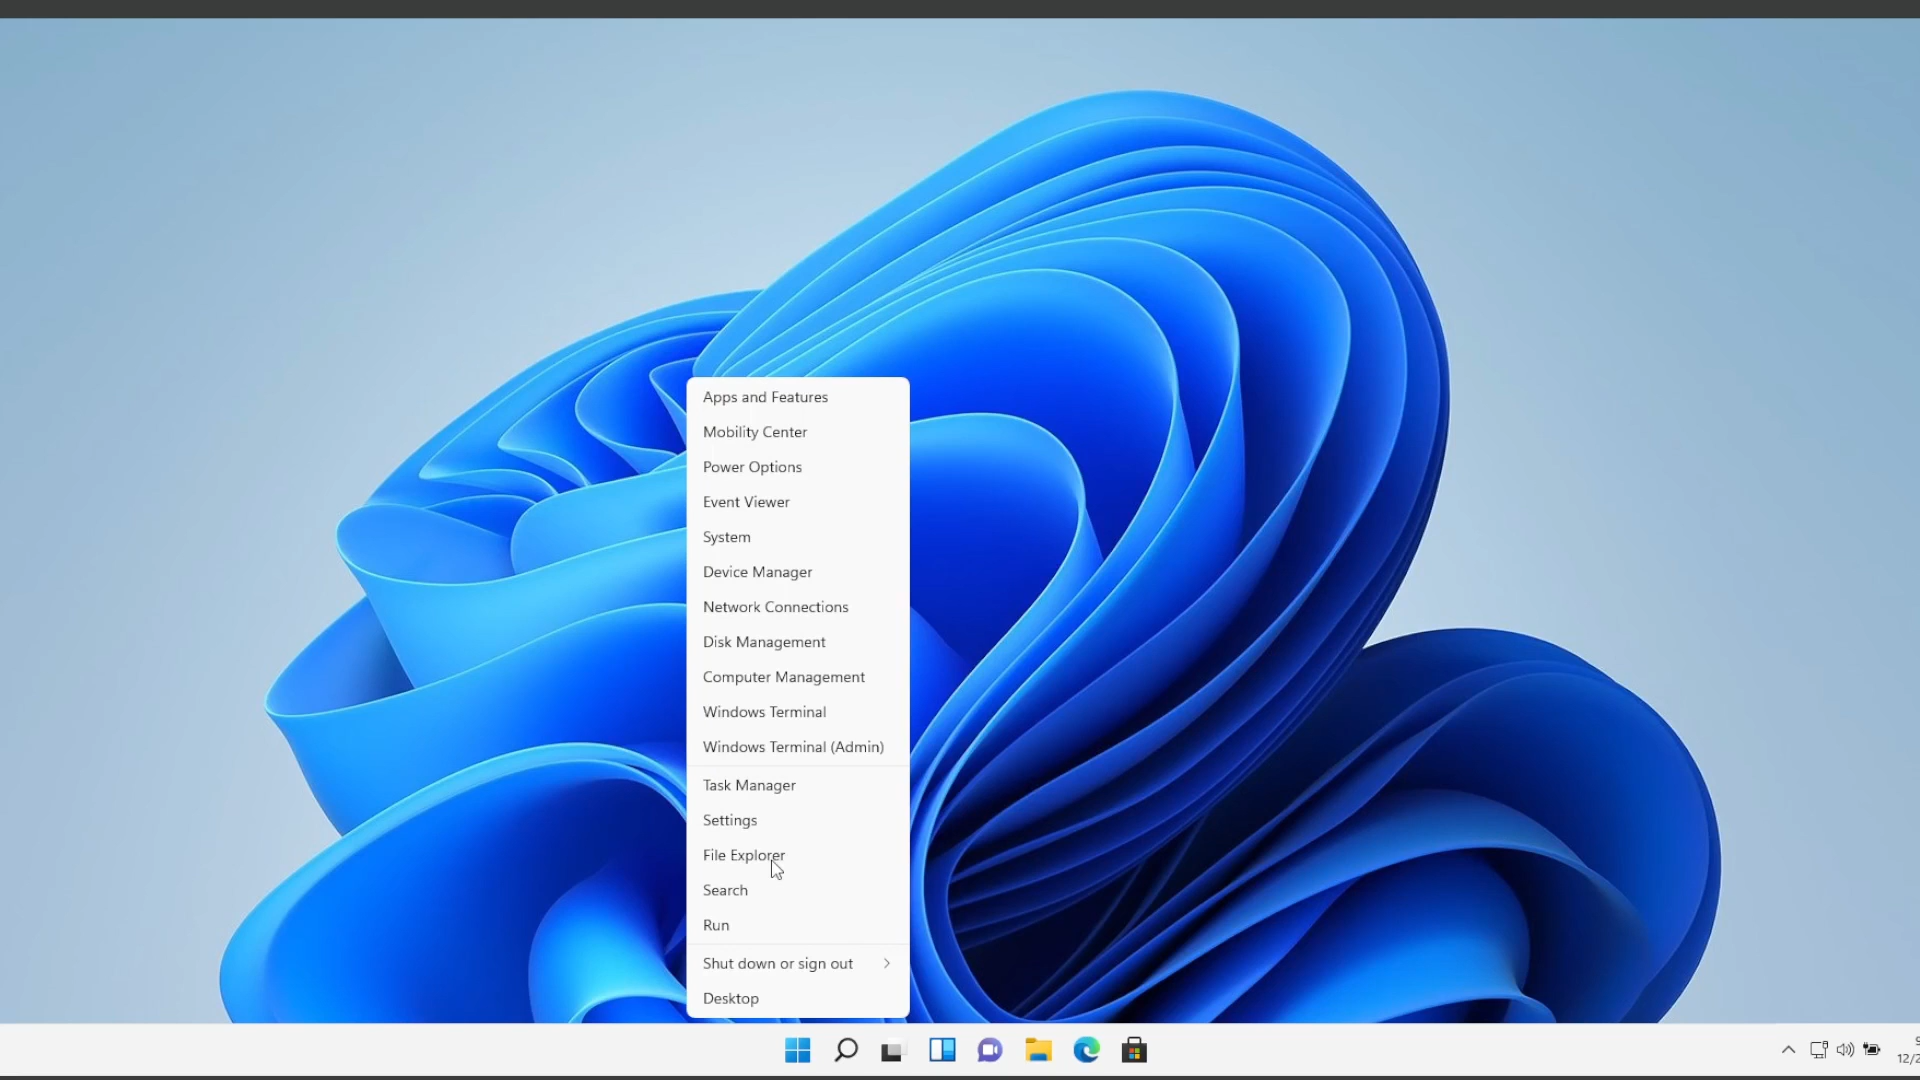 Apps and Features
Mobility Center
Power Options
Event Viewer
System
Device Manager
Network Connections
Disk Management
Computer Management
Windows Terminal
Windows Terminal (Admin)
Task Manager
Settings
File Explorer
Search
Run
Shut down or sign out
Desktop